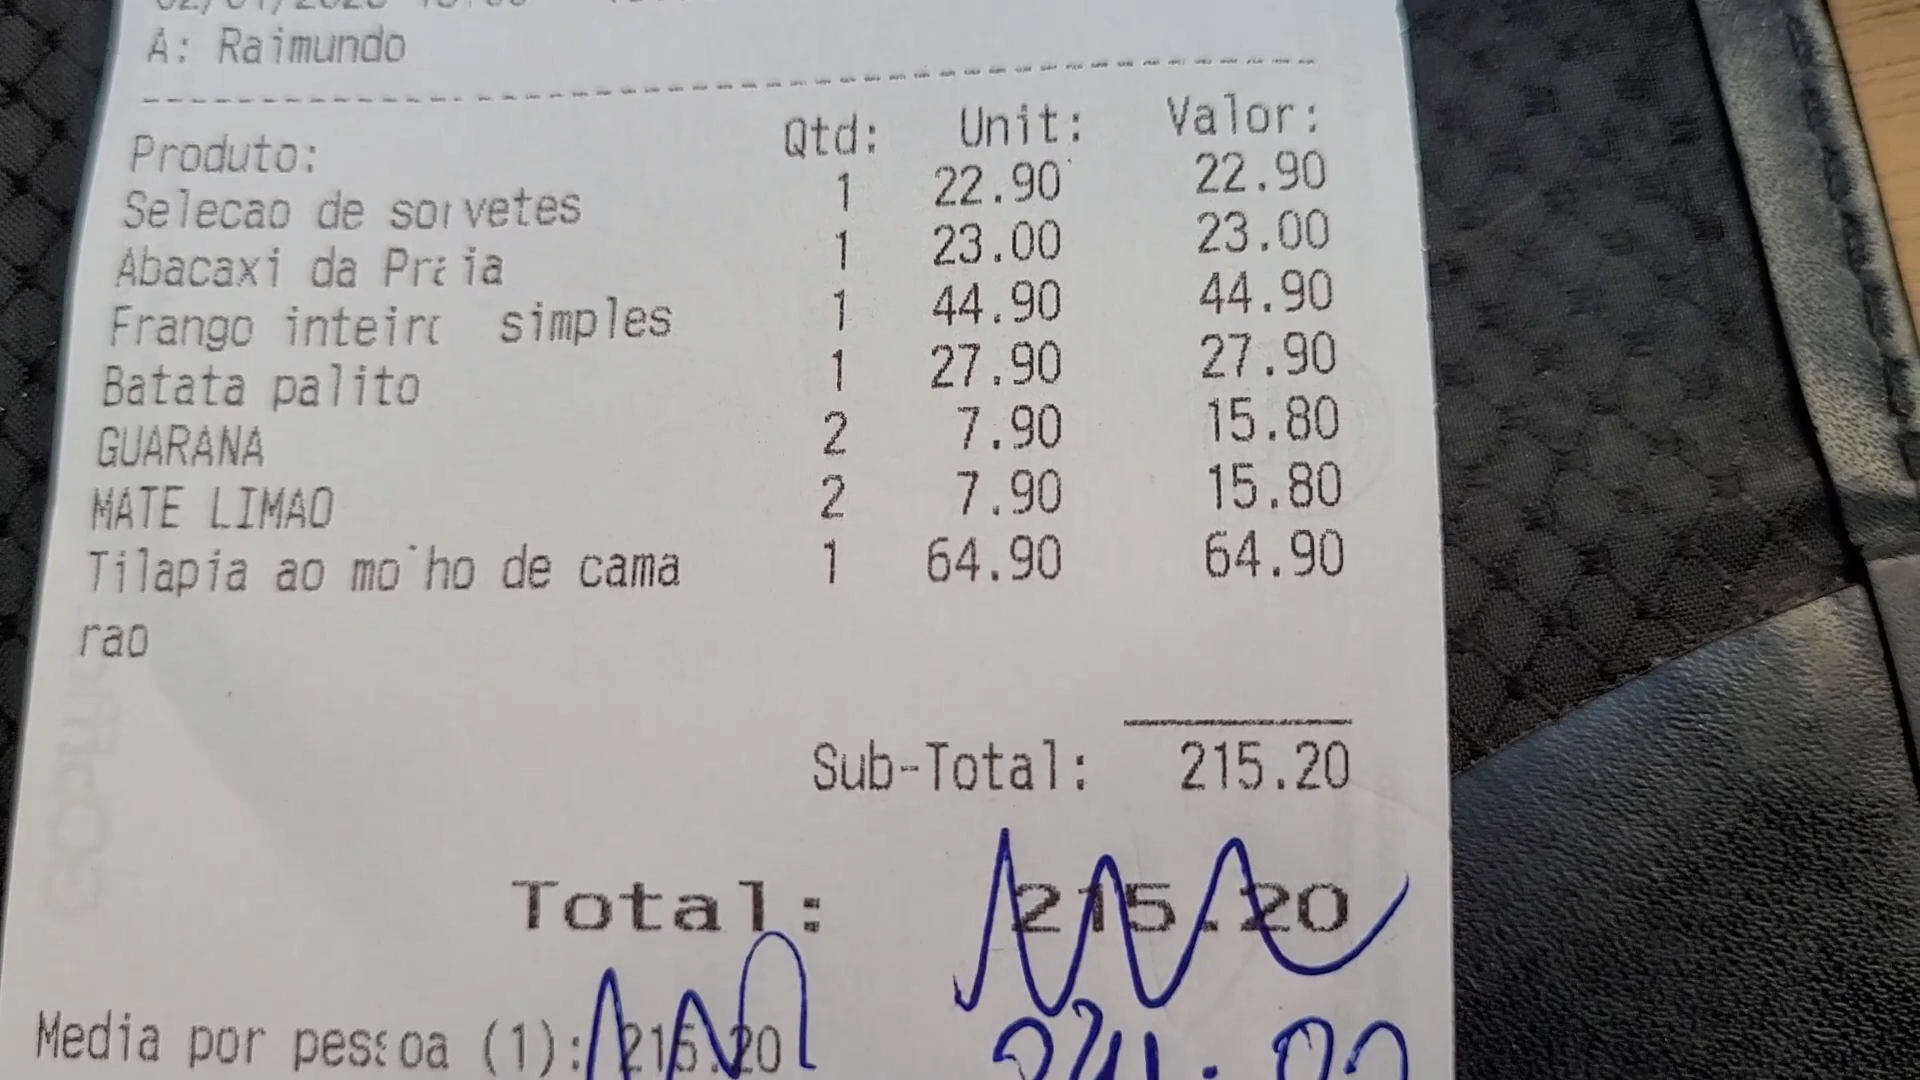 A: Raimundo
Produto: Qtd: Unit: Valor:
Selecao de sorvetes 1 22.90 22.90
Abacaxi da Praia 1 23.00 23.00
Frango inteiro simples 1 44.90 44.90
Batata palito 1 27.90 27.90
GUARANA 2 7.90 15.80
MATE LIMAO 2 7.90 15.80
Tilapia ao molho de cama 1 64.90 64.90
rao
Sub-Total: 215.20
Total: 215.20
Media por pessoa (1): 215.20